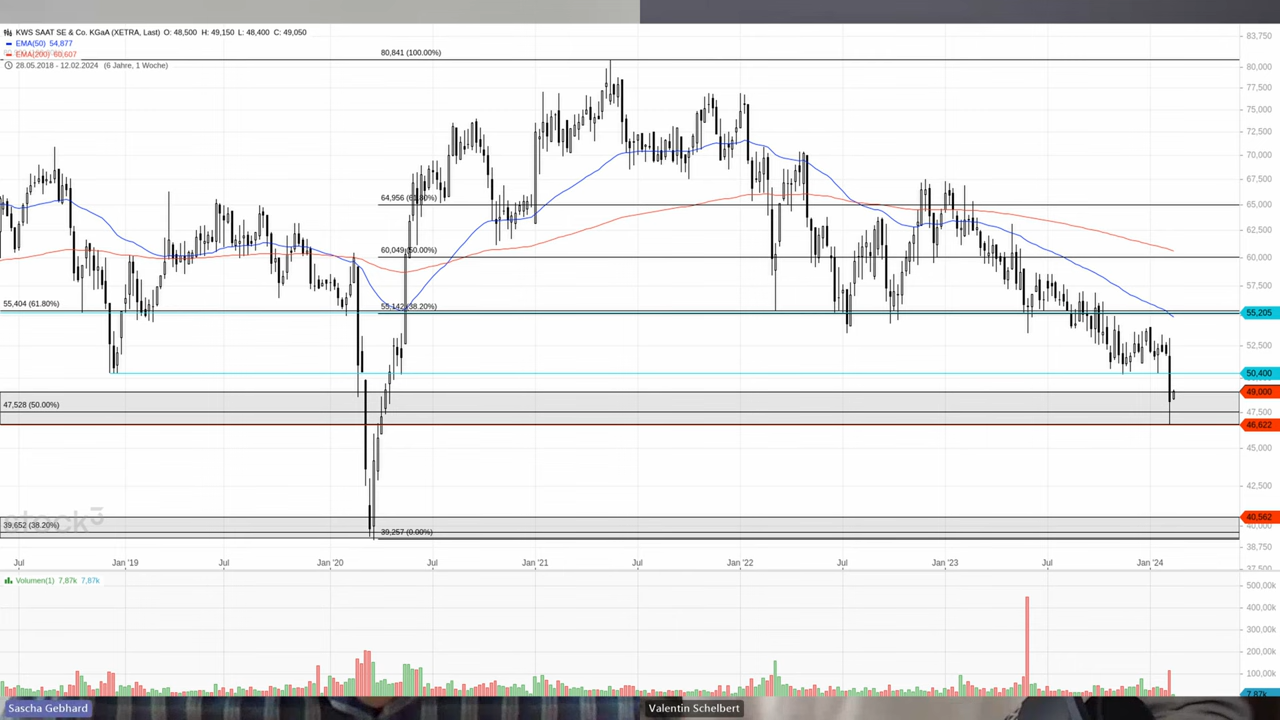 KWS SAAT SE & Co. KGaA (XETRA, Last) O: 48,500 H: 49,150 L: 48,400 C: 49,050
EMA(50) 54,877
EMA(200) 60,607
28.05.2018 - 12.02.2024 (6 Jahre, 1 Woche)
80,841 (100.00%)
64,956 (61.80%)
60,049 (50.00%)
55,404 (61.80%)
55,142 (38.20%)
47,528 (50.00%)
stock3
39,652 (38.20%)
39,257 (0.00%)
83,750
80,000
77,500
75,000
72,500
70,000
67,500
65,000
62,500
60,000
57,500
55,205
52,500
50,400
49,000
47,500
46,622
45,000
42,500
40,562
40,000
38,750
37,500
Jul
Jan '19
Jul
Jan '20
Jul
Jan '21
Jul
Jan '22
Jul
Jan '23
Jul
Jan '24
Volumen(1) 7,87k 7,87k
500,00k
400,00k
300,00k
200,00k
100,00k
7,87k
Sascha Gebhard
Valentin Schelbert